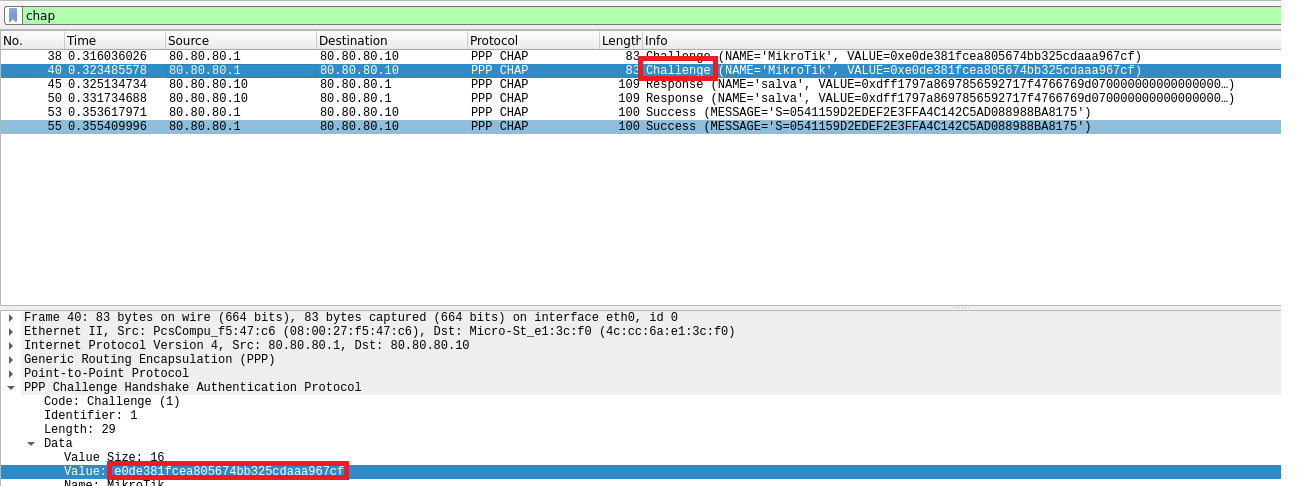 chap
No. Time Source Destination Protocol Length Info
38 0.316036026 80.80.80.1 80.80.80.10 PPP CHAP 83 Challenge (NAME='MikroTik', VALUE=0xe0de381fcea805674bb325cdaaa967cf)
40 0.323485578 80.80.80.1 80.80.80.10 PPP CHAP 83 Challenge (NAME='MikroTik', VALUE=0xe0de381fcea805674bb325cdaaa967cf)
45 0.325134734 80.80.80.10 80.80.80.1 PPP CHAP 109 Response (NAME='salva', VALUE=0xdff1797a8697856592717f4766769d070000000000000000…)
50 0.331734688 80.80.80.10 80.80.80.1 PPP CHAP 109 Response (NAME='salva', VALUE=0xdff1797a8697856592717f4766769d070000000000000000…)
53 0.353617971 80.80.80.1 80.80.80.10 PPP CHAP 100 Success (MESSAGE='S=0541159D2EDEF2E3FFA4C142C5AD088988BA8175')
55 0.355409996 80.80.80.1 80.80.80.10 PPP CHAP 100 Success (MESSAGE='S=0541159D2EDEF2E3FFA4C142C5AD088988BA8175')
Frame 40: 83 bytes on wire (664 bits), 83 bytes captured (664 bits) on interface eth0, id 0
Ethernet II, Src: PcsCompu_f5:47:c6 (08:00:27:f5:47:c6), Dst: Micro-St_e1:3c:f0 (4c:cc:6a:e1:3c:f0)
Internet Protocol Version 4, Src: 80.80.80.1, Dst: 80.80.80.10
Generic Routing Encapsulation (PPP)
Point-to-Point Protocol
PPP Challenge Handshake Authentication Protocol
Code: Challenge (1)
Identifier: 1
Length: 29
Data
Value Size: 16
Value: e0de381fcea805674bb325cdaaa967cf
Name: MikroTik